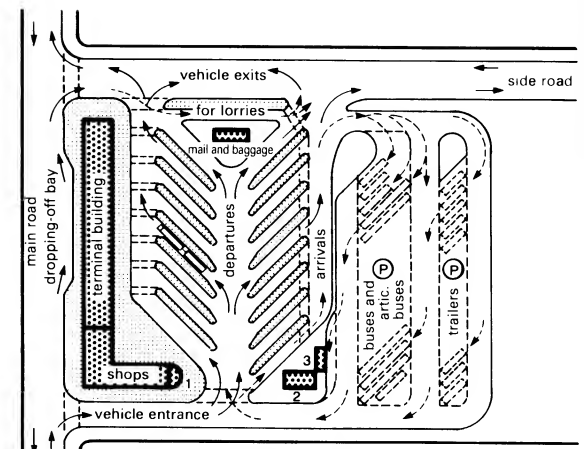 vehicle exits
side road
for lorries
mail and baggage
main road
dropping-off bay
terminal building
departures
arrivals
buses and
artic.
buses
P
P
trailers
shops
1
3
2
vehicle entrance